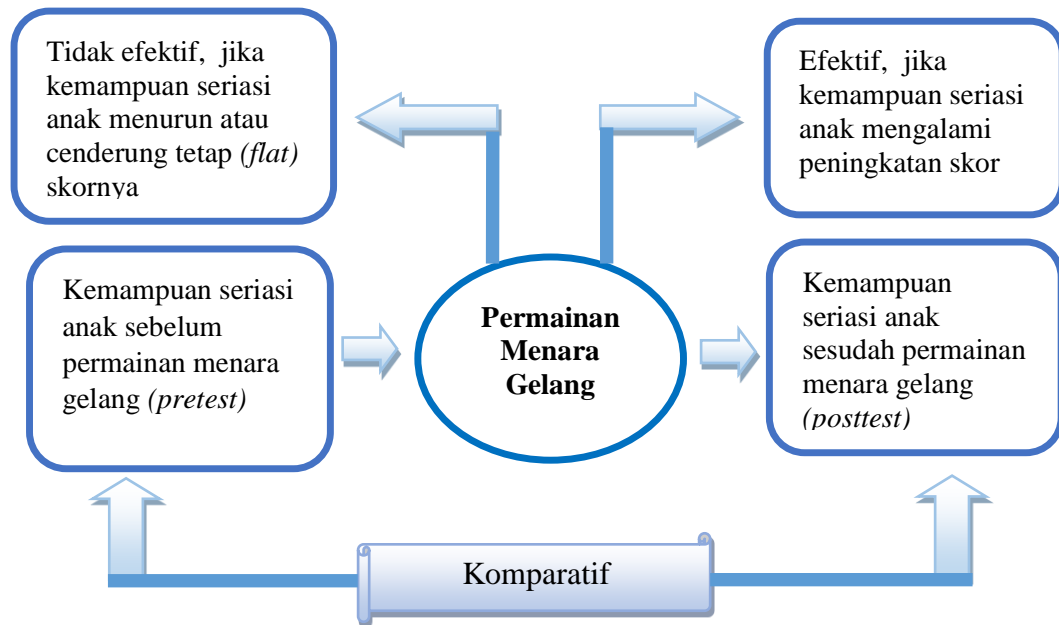 Tidak efektif, jika
kemampuan seriasi
anak menurun atau
cenderung tetap (flat)
skornya
Efektif, jika
kemampuan seriasi
anak mengalami
peningkatan skor
Kemampuan seriasi
anak sebelum
permainan menara
gelang (pretest)
Permainan
Menara
Gelang
Kemampuan
seriasi anak
sesudah permainan
menara gelang
(posttest)
Komparatif